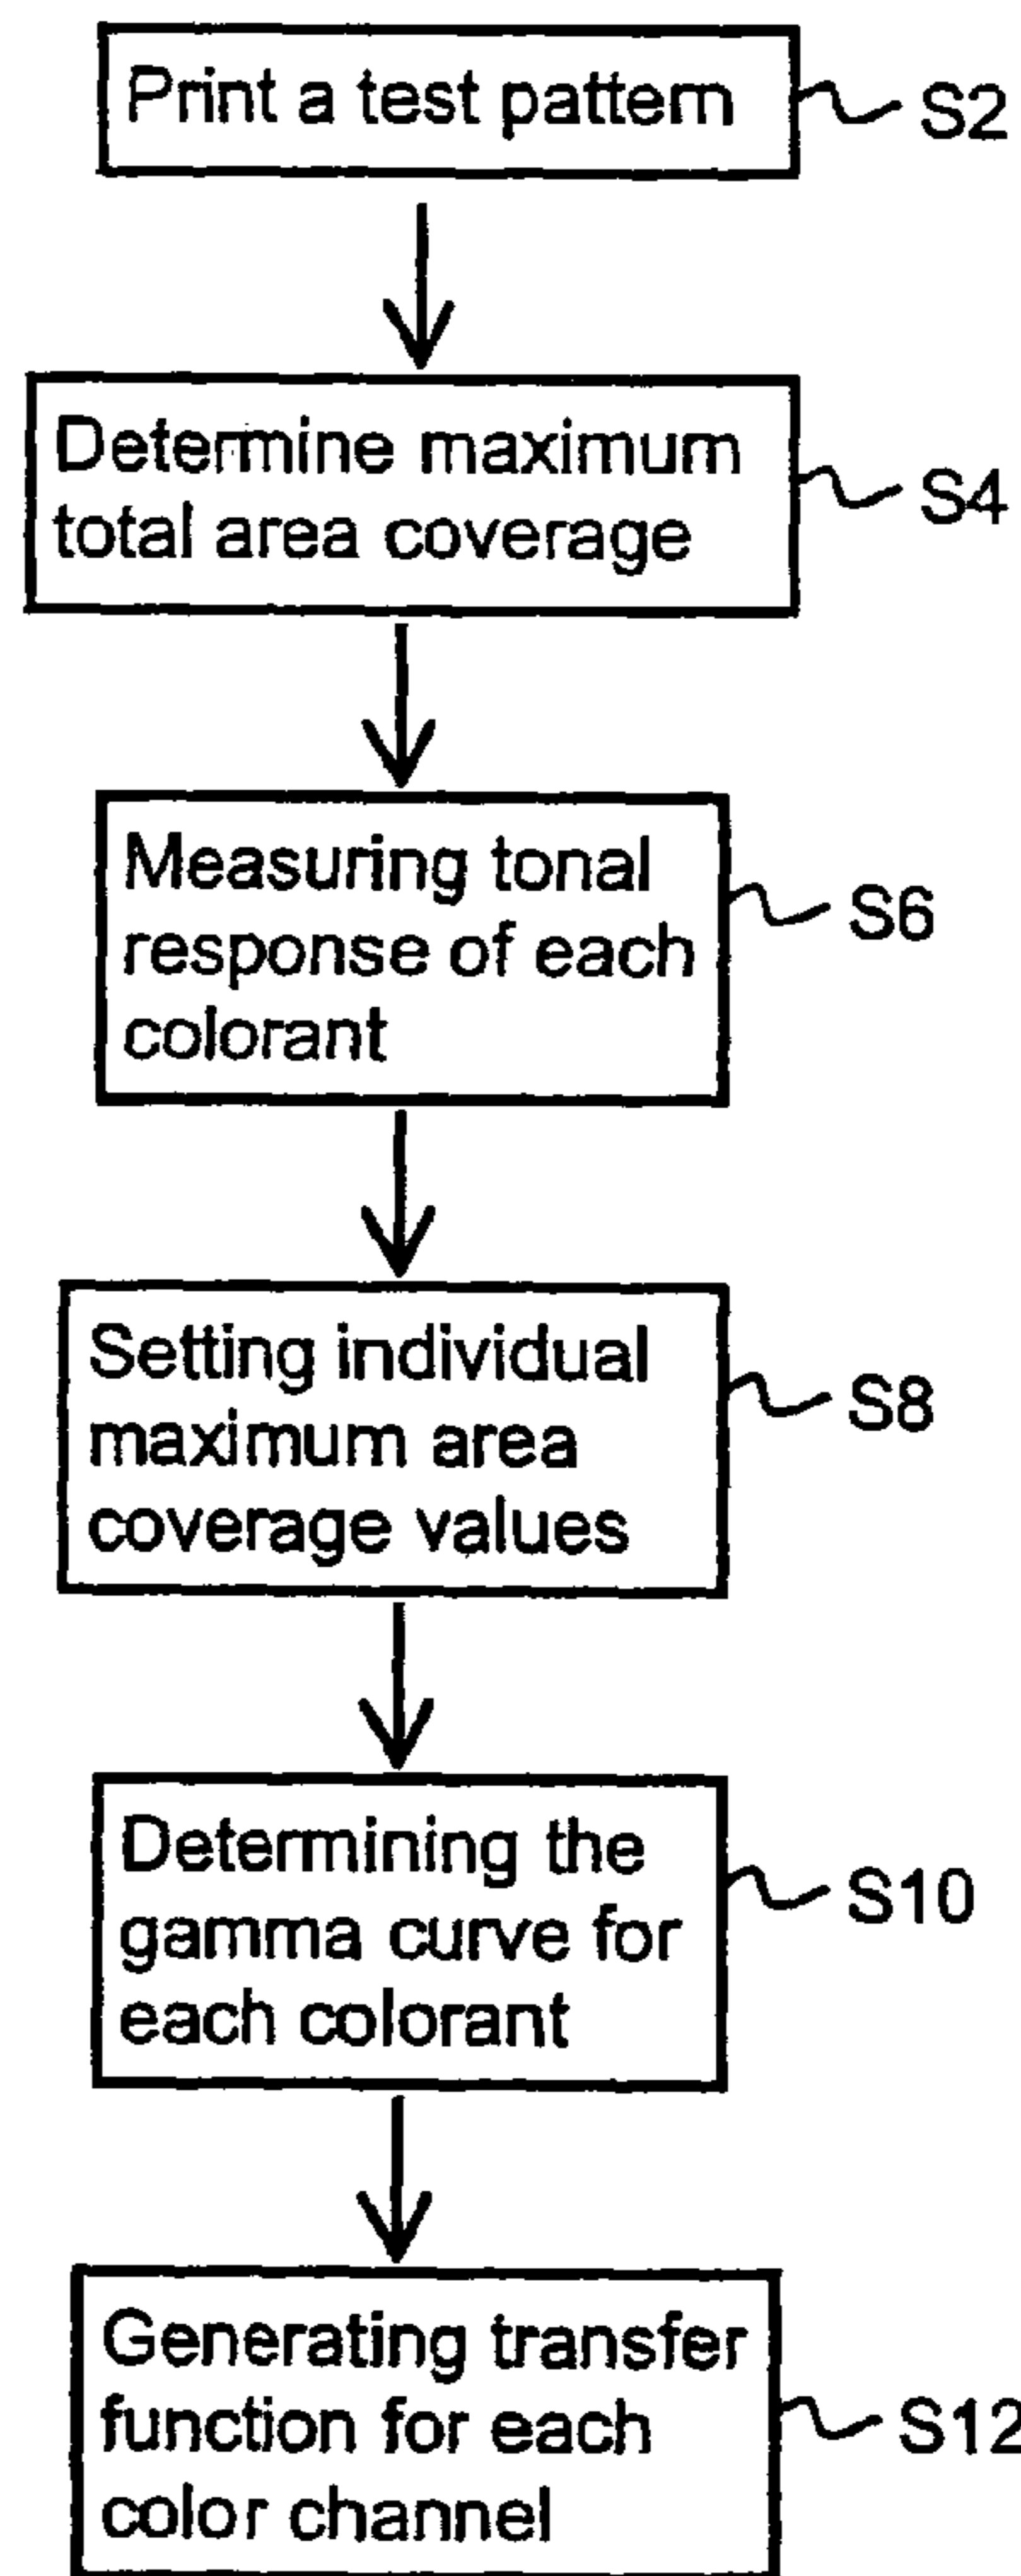 Print a test pattern
S2
Determine maximum
total area coverage
S4
Measuring tonal
response of each
colorant
S6
Setting individual
maximum area
coverage values
S8
Determining the
gamma curve for
each colorant
S10
Generating transfer
function for each
color channel
S12